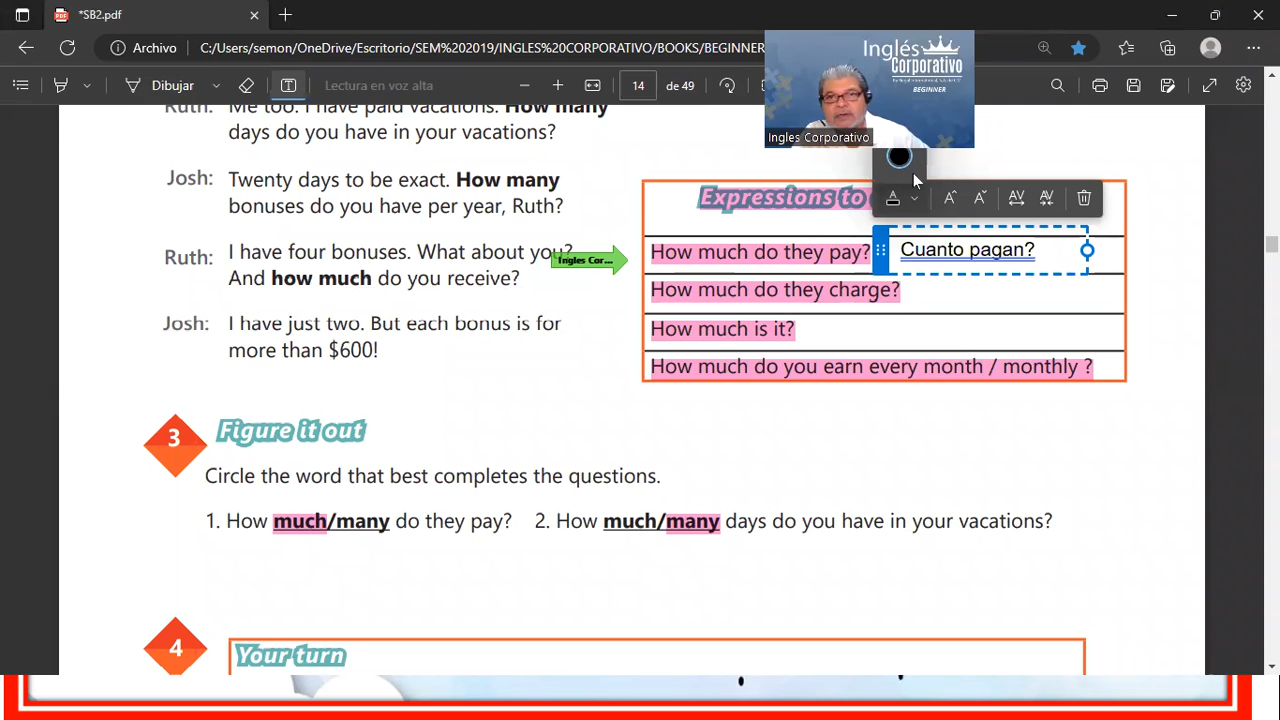 *SB2.pdf
Archivo
C:/Users/semon/OneDrive/Escritorio/SEM%202019/INGLES%20CORPORATIVO/BOOKS/BEGINNER
Dibujar
Lectura en voz alta
14
de 49
Inglés
Corporativo
BEGINNER
Ingles Corporativo
Ruth: Me too. I have paid vacations. How many
days do you have in your vacations?
Josh: Twenty days to be exact. How many
bonuses do you have per year, Ruth?
Ruth: I have four bonuses. What about you?
And how much do you receive?
Josh: I have just two. But each bonus is for
more than $600!
Ingles Cor...
Expressions to
How much do they pay? Cuanto pagan?
How much do they charge?
How much is it?
How much do you earn every month / monthly ?
3 Figure it out
Circle the word that best completes the questions.
1. How much/many do they pay? 2. How much/many days do you have in your vacations?
4 Your turn